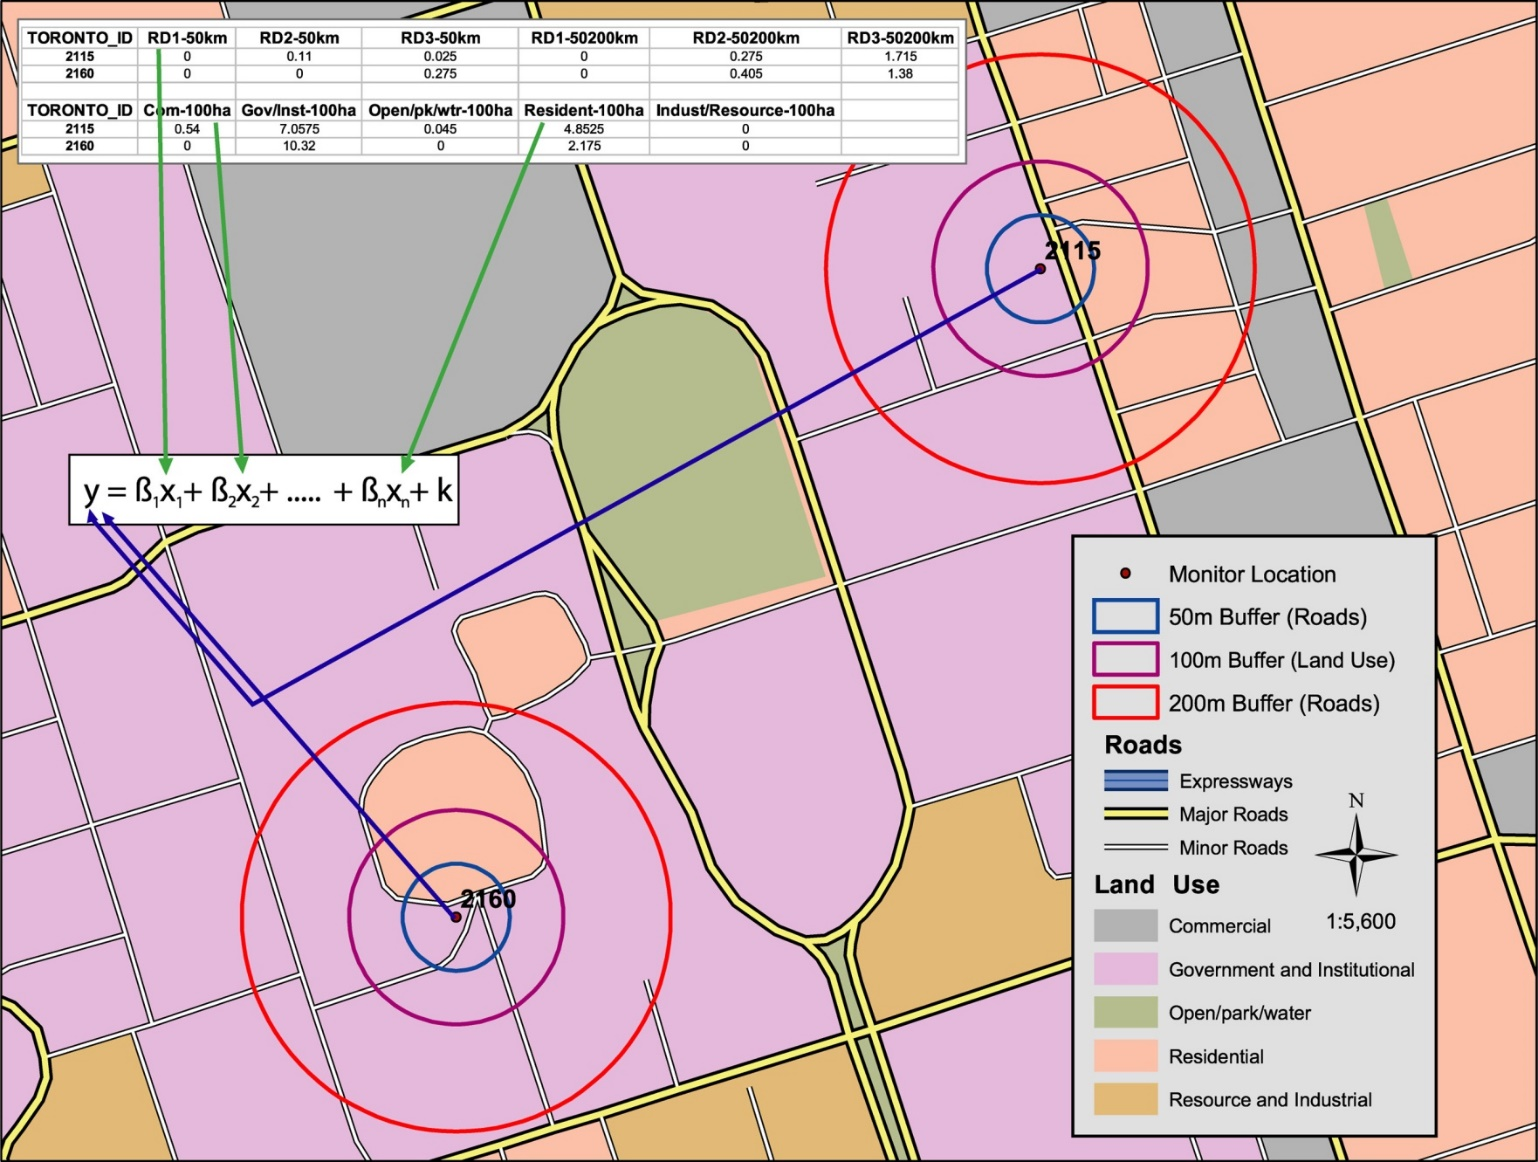 TORONTO_ID RD1-50km RD2-50km RD3-50km RD1-50200km RD2-50200km RD3-50200km
2115 0 0.11 0.025 0 0.275 1.715
2160 0 0 0.275 0 0.405 1.38
TORONTO_ID Com-100ha Gov/Inst-100ha Open/pk/wtr-100ha Resident-100ha Indust/Resource-100ha
2115 0.54 7.0575 0.045 4.8525 0
2160 0 10.32 0 2.175 0
2115
y = ß₁x₁+ ß₂x₂+ ..... + ßₙxₙ+ k
2160
Monitor Location
50m Buffer (Roads)
100m Buffer (Land Use)
200m Buffer (Roads)
Roads
Expressways
Major Roads
Minor Roads
N
1:5,600
Land Use
Commercial
Government and Institutional
Open/park/water
Residential
Resource and Industrial